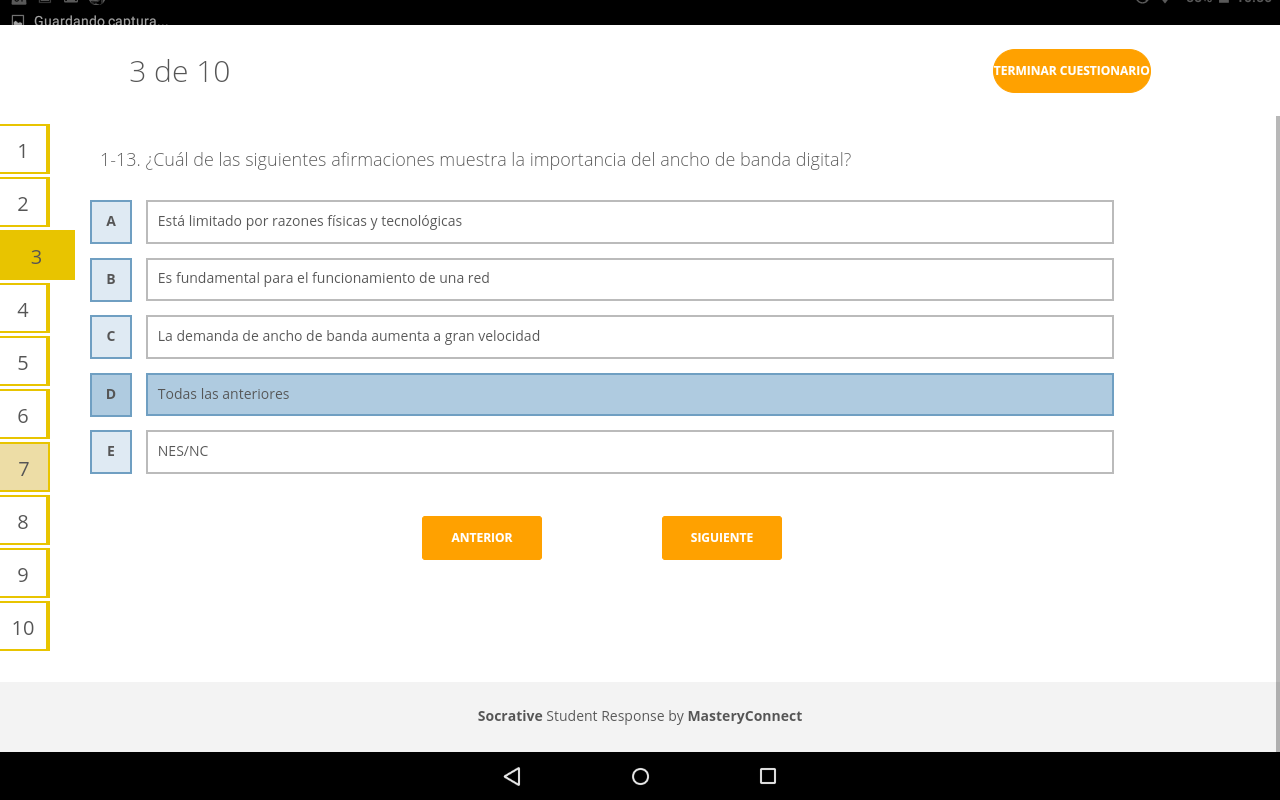 Guardando captura...
3 de 10
TERMINAR CUESTIONARIO
1-13. ¿Cuál de las siguientes afirmaciones muestra la importancia del ancho de banda digital?
A Está limitado por razones físicas y tecnológicas
B Es fundamental para el funcionamiento de una red
C La demanda de ancho de banda aumenta a gran velocidad
D Todas las anteriores
E NES/NC
ANTERIOR SIGUIENTE
1
2
3
4
5
6
7
8
9
10
Socrative Student Response by MasteryConnect